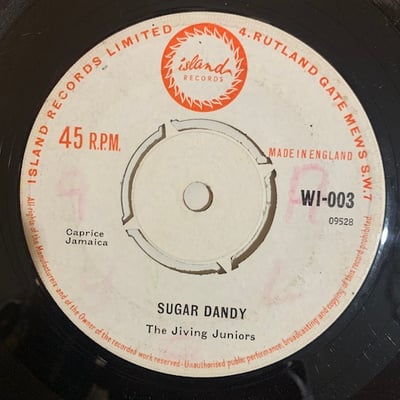 ISLAND RECORDS LIMITED
4. RUTLAND GATE MEWS S.W.7
island
RECORDS
45 R.P.M.
MADE IN ENGLAND
WI-003
09528
Caprice
Jamaica
SUGAR DANDY
The Jiving Juniors
All rights of the Manufacturers and of the Owner of the recorded work reserved · Unauthorised public performance, broadcasting and copying of this record prohibited